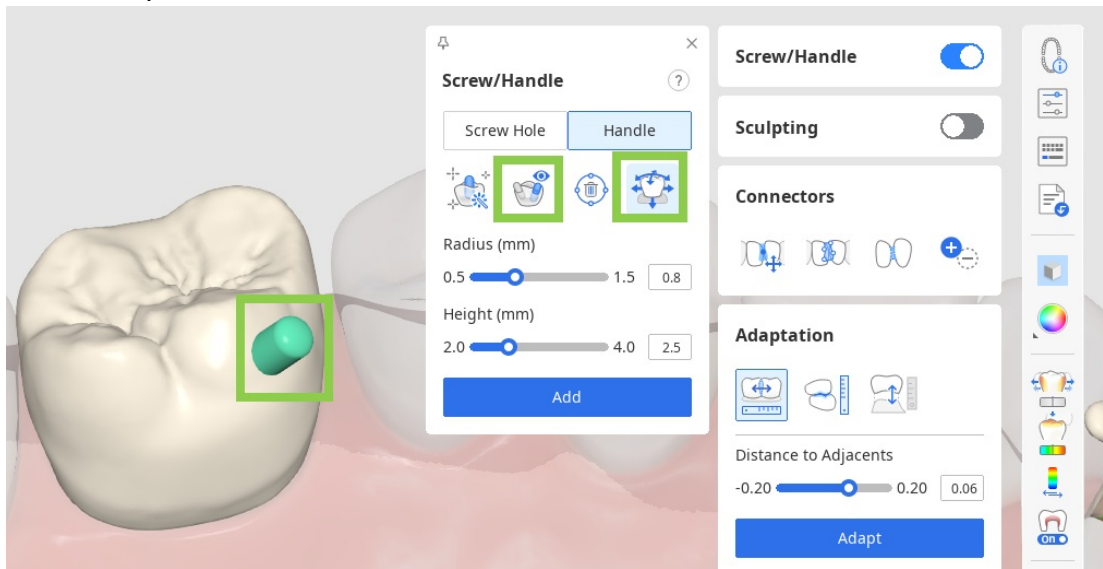 Screw/Handle
?
Screw Hole
Handle
Radius (mm)
0.5
1.5
0.8
Height (mm)
2.0
4.0
2.5
Add
Screw/Handle
Sculpting
Connectors
Adaptation
Distance to Adjacents
-0.20
0.20
0.06
Adapt
On